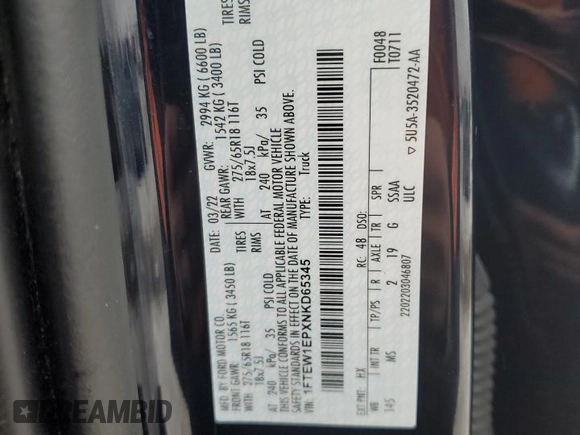 MFD. BY FORD MOTOR CO.
DATE: 03/22 GVWR: 2994 KG ( 6600 LB)
FRONT GAWR: 1565 KG ( 3450 LB) REAR GAWR: 1542 KG ( 3400 LB)
WITH 275/65R18 116T TIRES WITH 275/65R18 116T TIRES
18x7.5J RIMS 18x7.5J RIMS
AT 240 kPa/ 35 PSI COLD AT 240 kPa/ 35 PSI COLD
THIS VEHICLE CONFORMS TO ALL APPLICABLE FEDERAL MOTOR VEHICLE
SAFETY STANDARDS IN EFFECT ON THE DATE OF MANUFACTURE SHOWN ABOVE.
VIN: 1FTEW1EPXNKD65345 TYPE: Truck
F0048
T0711
EXT PNT: HX RC: 48 DSO:
WB INT TR TP/PS R AXLE TR SPR
145 MS 2 19 G SSAA
2202203046807 ULC
▽ 5U5A-3520472-AA
DREAMBID